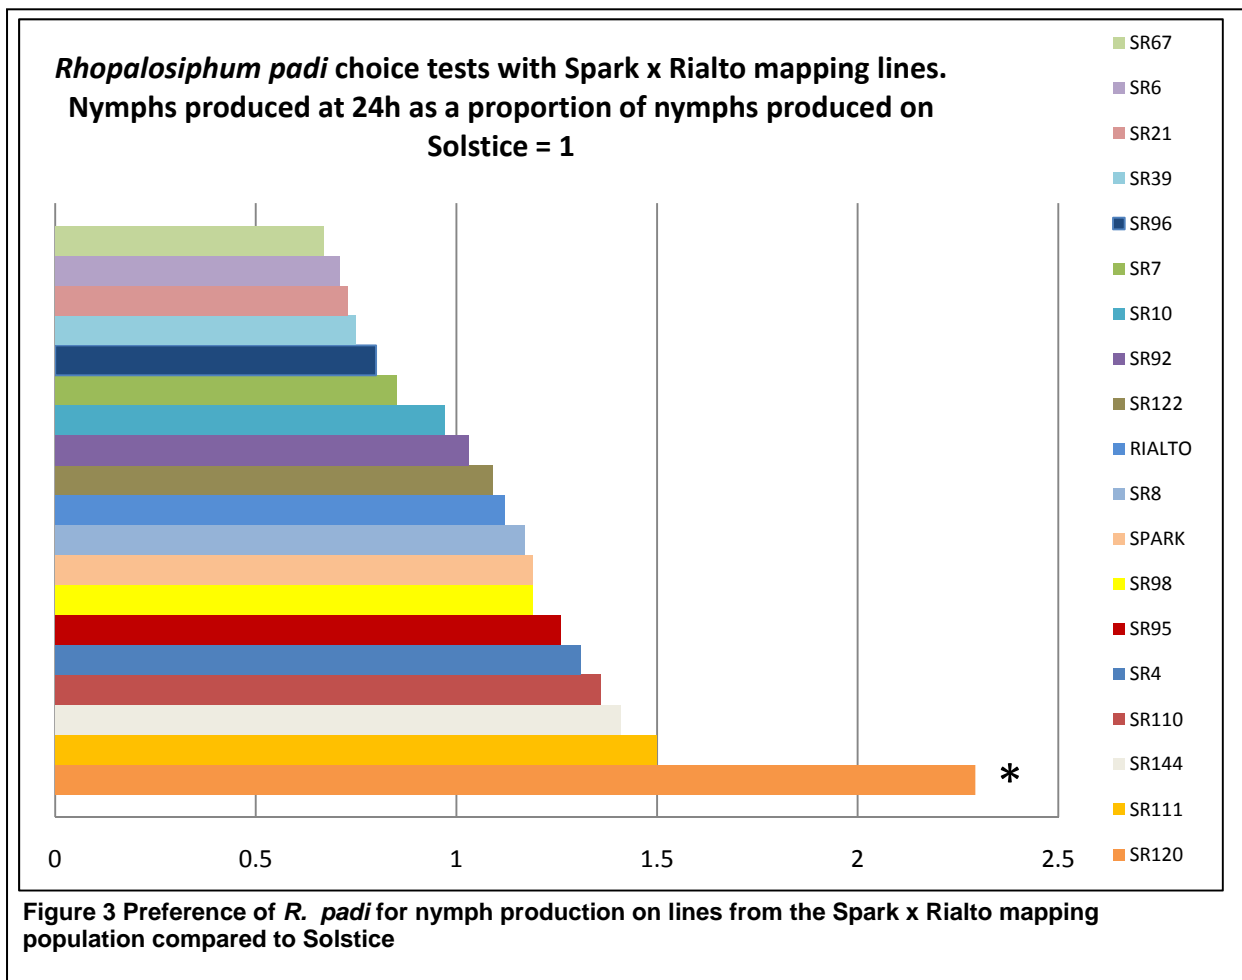 Rhopalosiphum padi choice tests with Spark x Rialto mapping lines.
Nymphs produced at 24h as a proportion of nymphs produced on
Solstice = 1
SR67
SR6
SR21
SR39
SR96
SR7
SR10
SR92
SR122
RIALTO
SR8
SPARK
SR98
SR95
SR4
SR110
SR144
SR111
SR120
*
0 0.5 1 1.5 2 2.5
Figure 3 Preference of R. padi for nymph production on lines from the Spark x Rialto mapping
population compared to Solstice